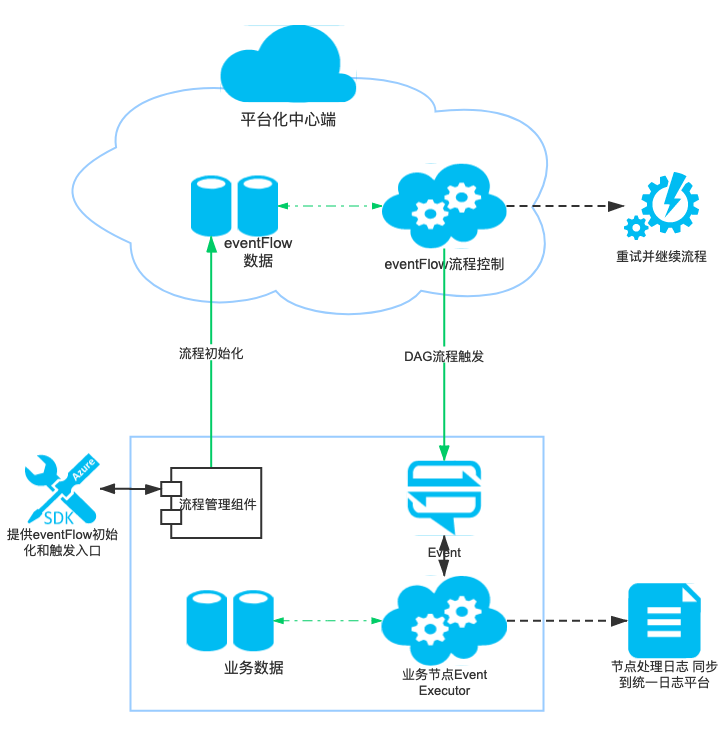 平台化中心端
eventFlow
数据
eventFlow流程控制
重试并继续流程
流程初始化
DAG流程触发
Azure
SDK
提供eventFlow初始
化和触发入口
流程管理组件
Event
业务数据
业务节点Event
Executor
节点处理日志 同步
到统一日志平台